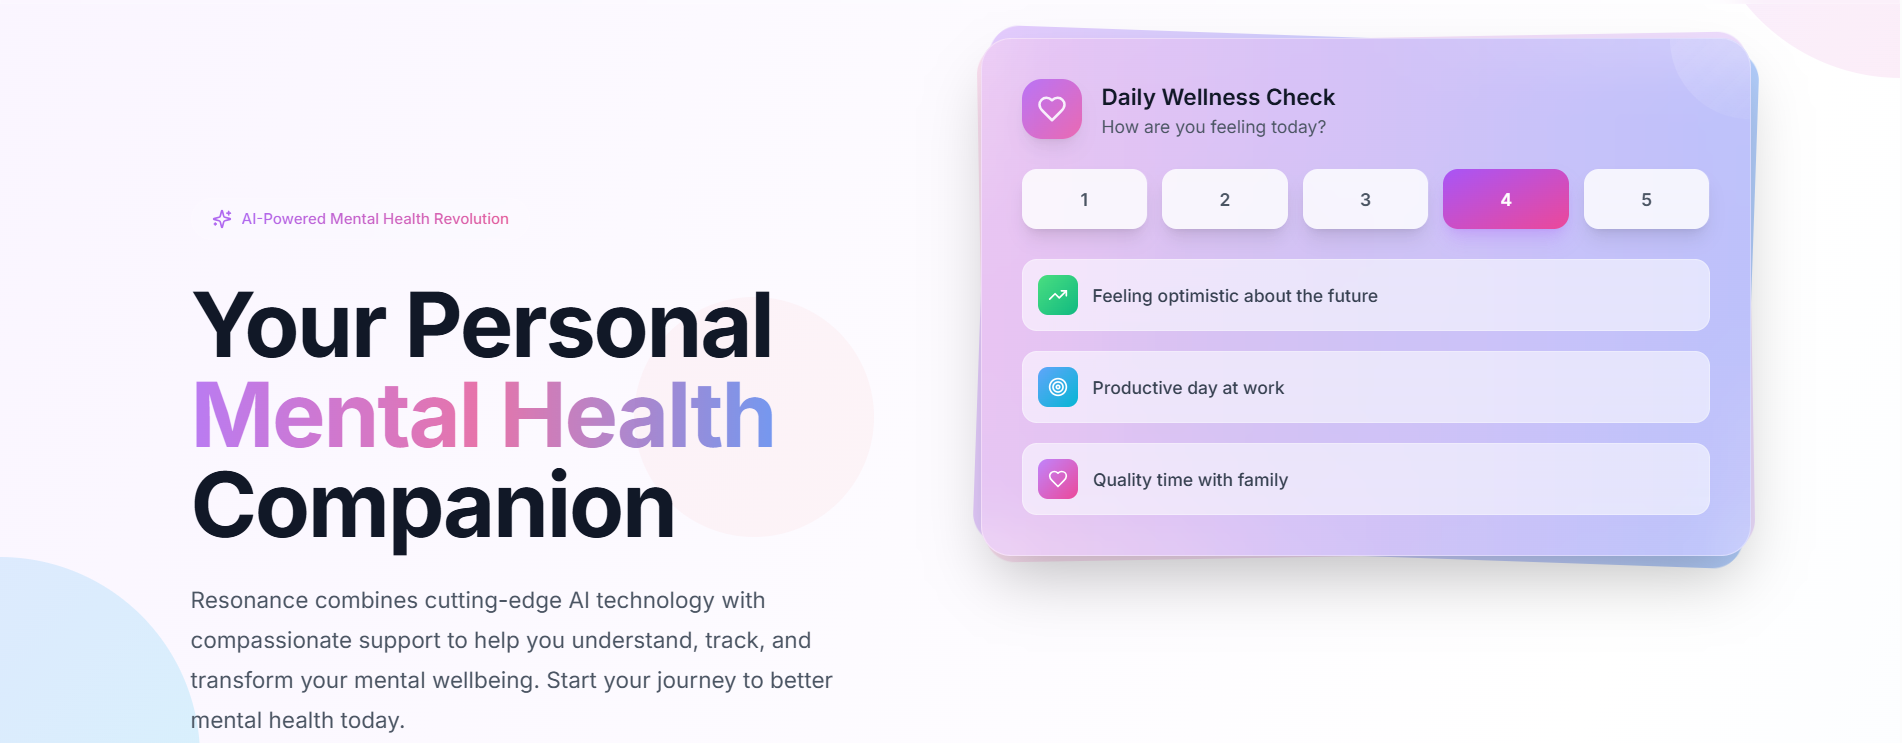 AI-Powered Mental Health Revolution
Your Personal
Mental Health
Companion
Resonance combines cutting-edge AI technology with
compassionate support to help you understand, track, and
transform your mental wellbeing. Start your journey to better
mental health today.
Daily Wellness Check
How are you feeling today?
1 2 3 4 5
Feeling optimistic about the future
Productive day at work
Quality time with family